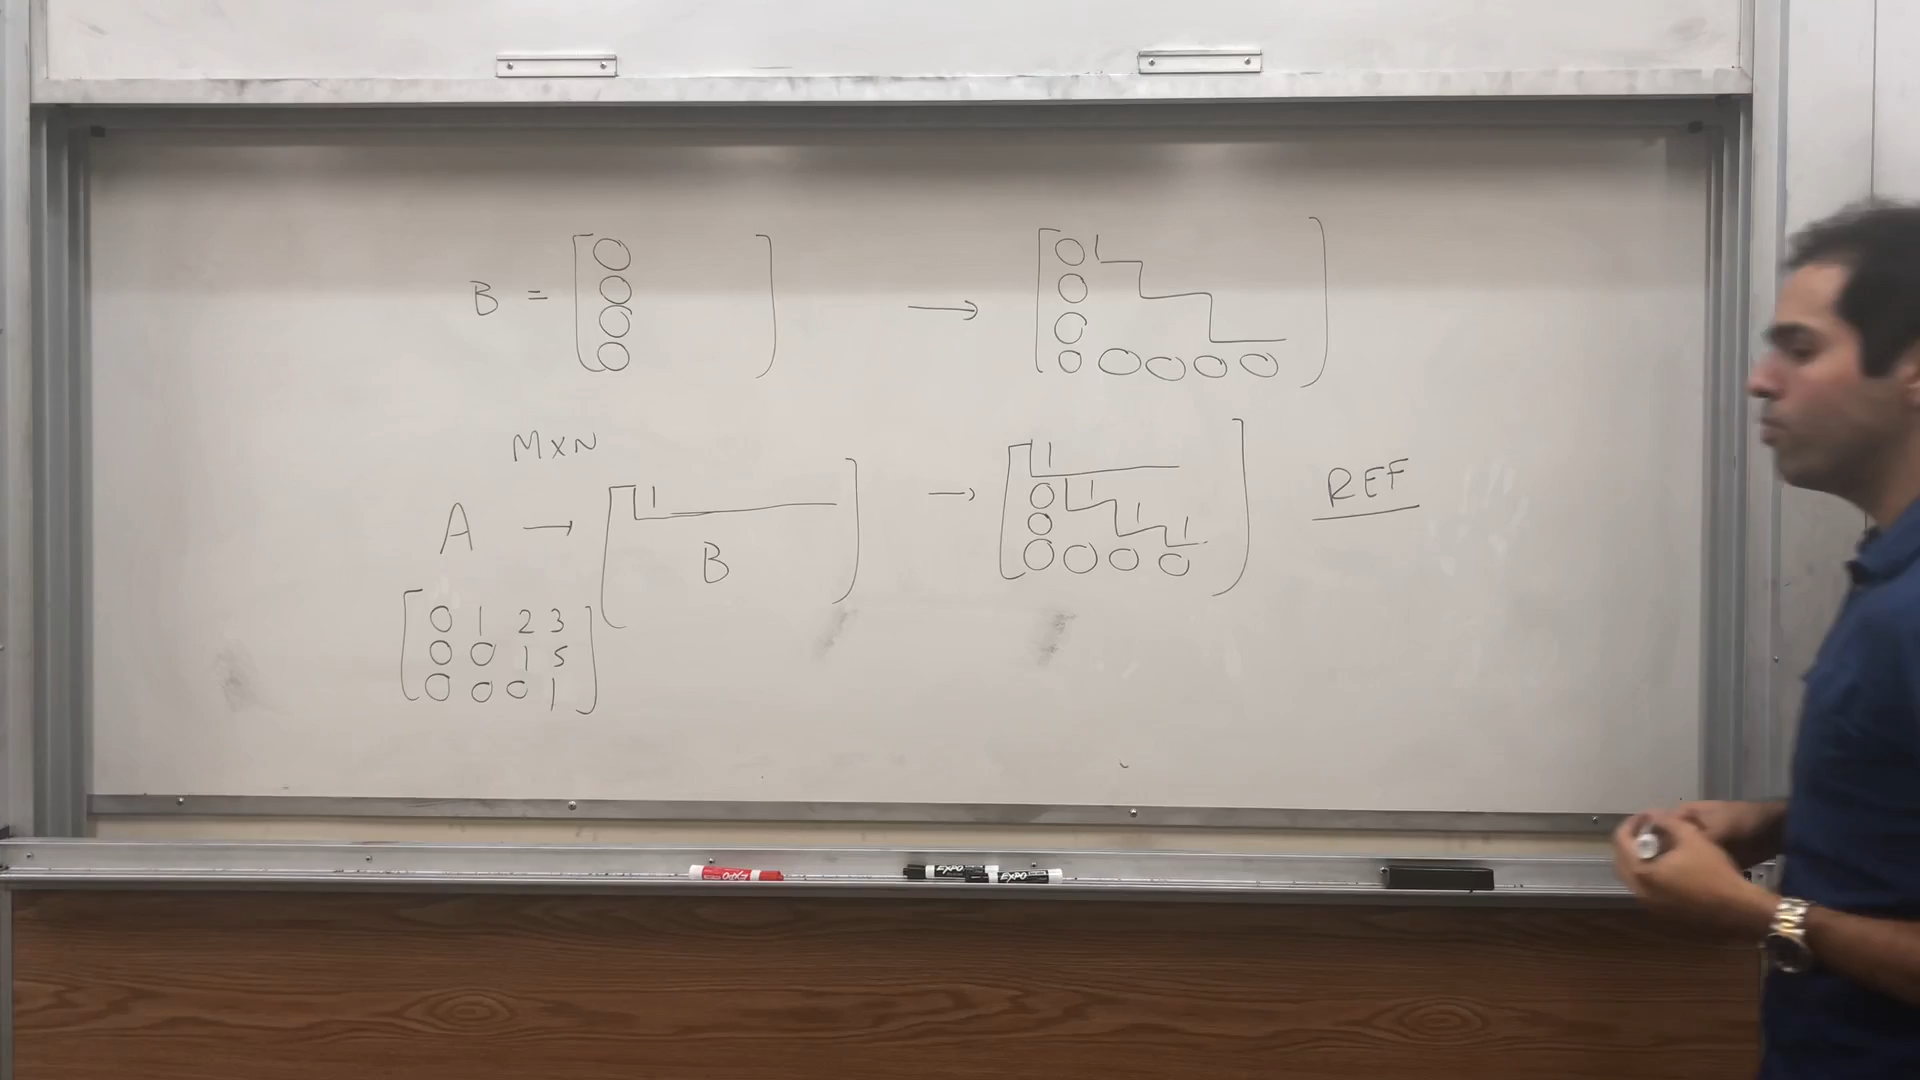 B = [ 0 ] → [ 0 1 ]
0 0
0 0
0 0 0 0 0
M×N
A → [ 1 ] → [ 1 ] REF
B 0 1
0 1 1
0 0 0 0
[ 0 1 2 3 ]
0 0 1 5
0 0 0 1
EXPO EXPO EXPO